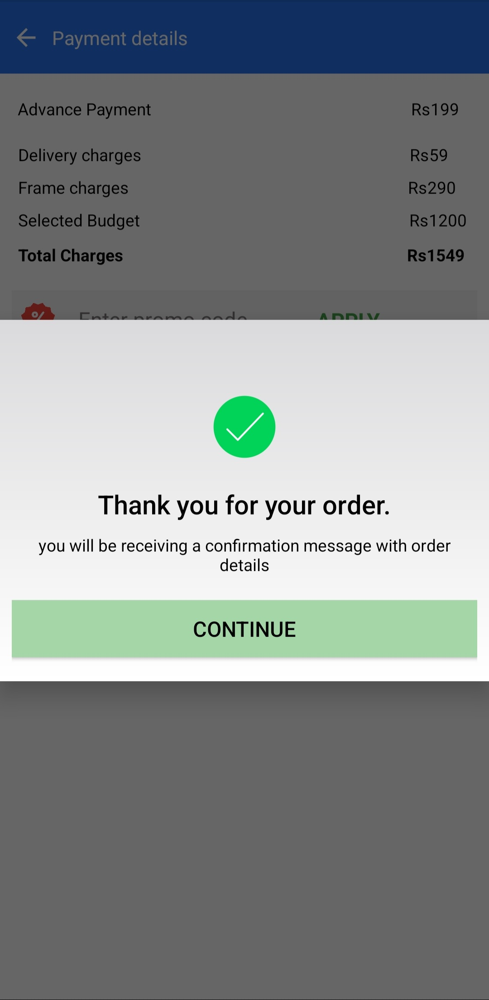 Payment details
Advance Payment Rs199
Delivery charges Rs59
Frame charges Rs290
Selected Budget Rs1200
Total Charges Rs1549
% Enter promo code APPLY
Thank you for your order.
you will be receiving a confirmation message with order
details
CONTINUE